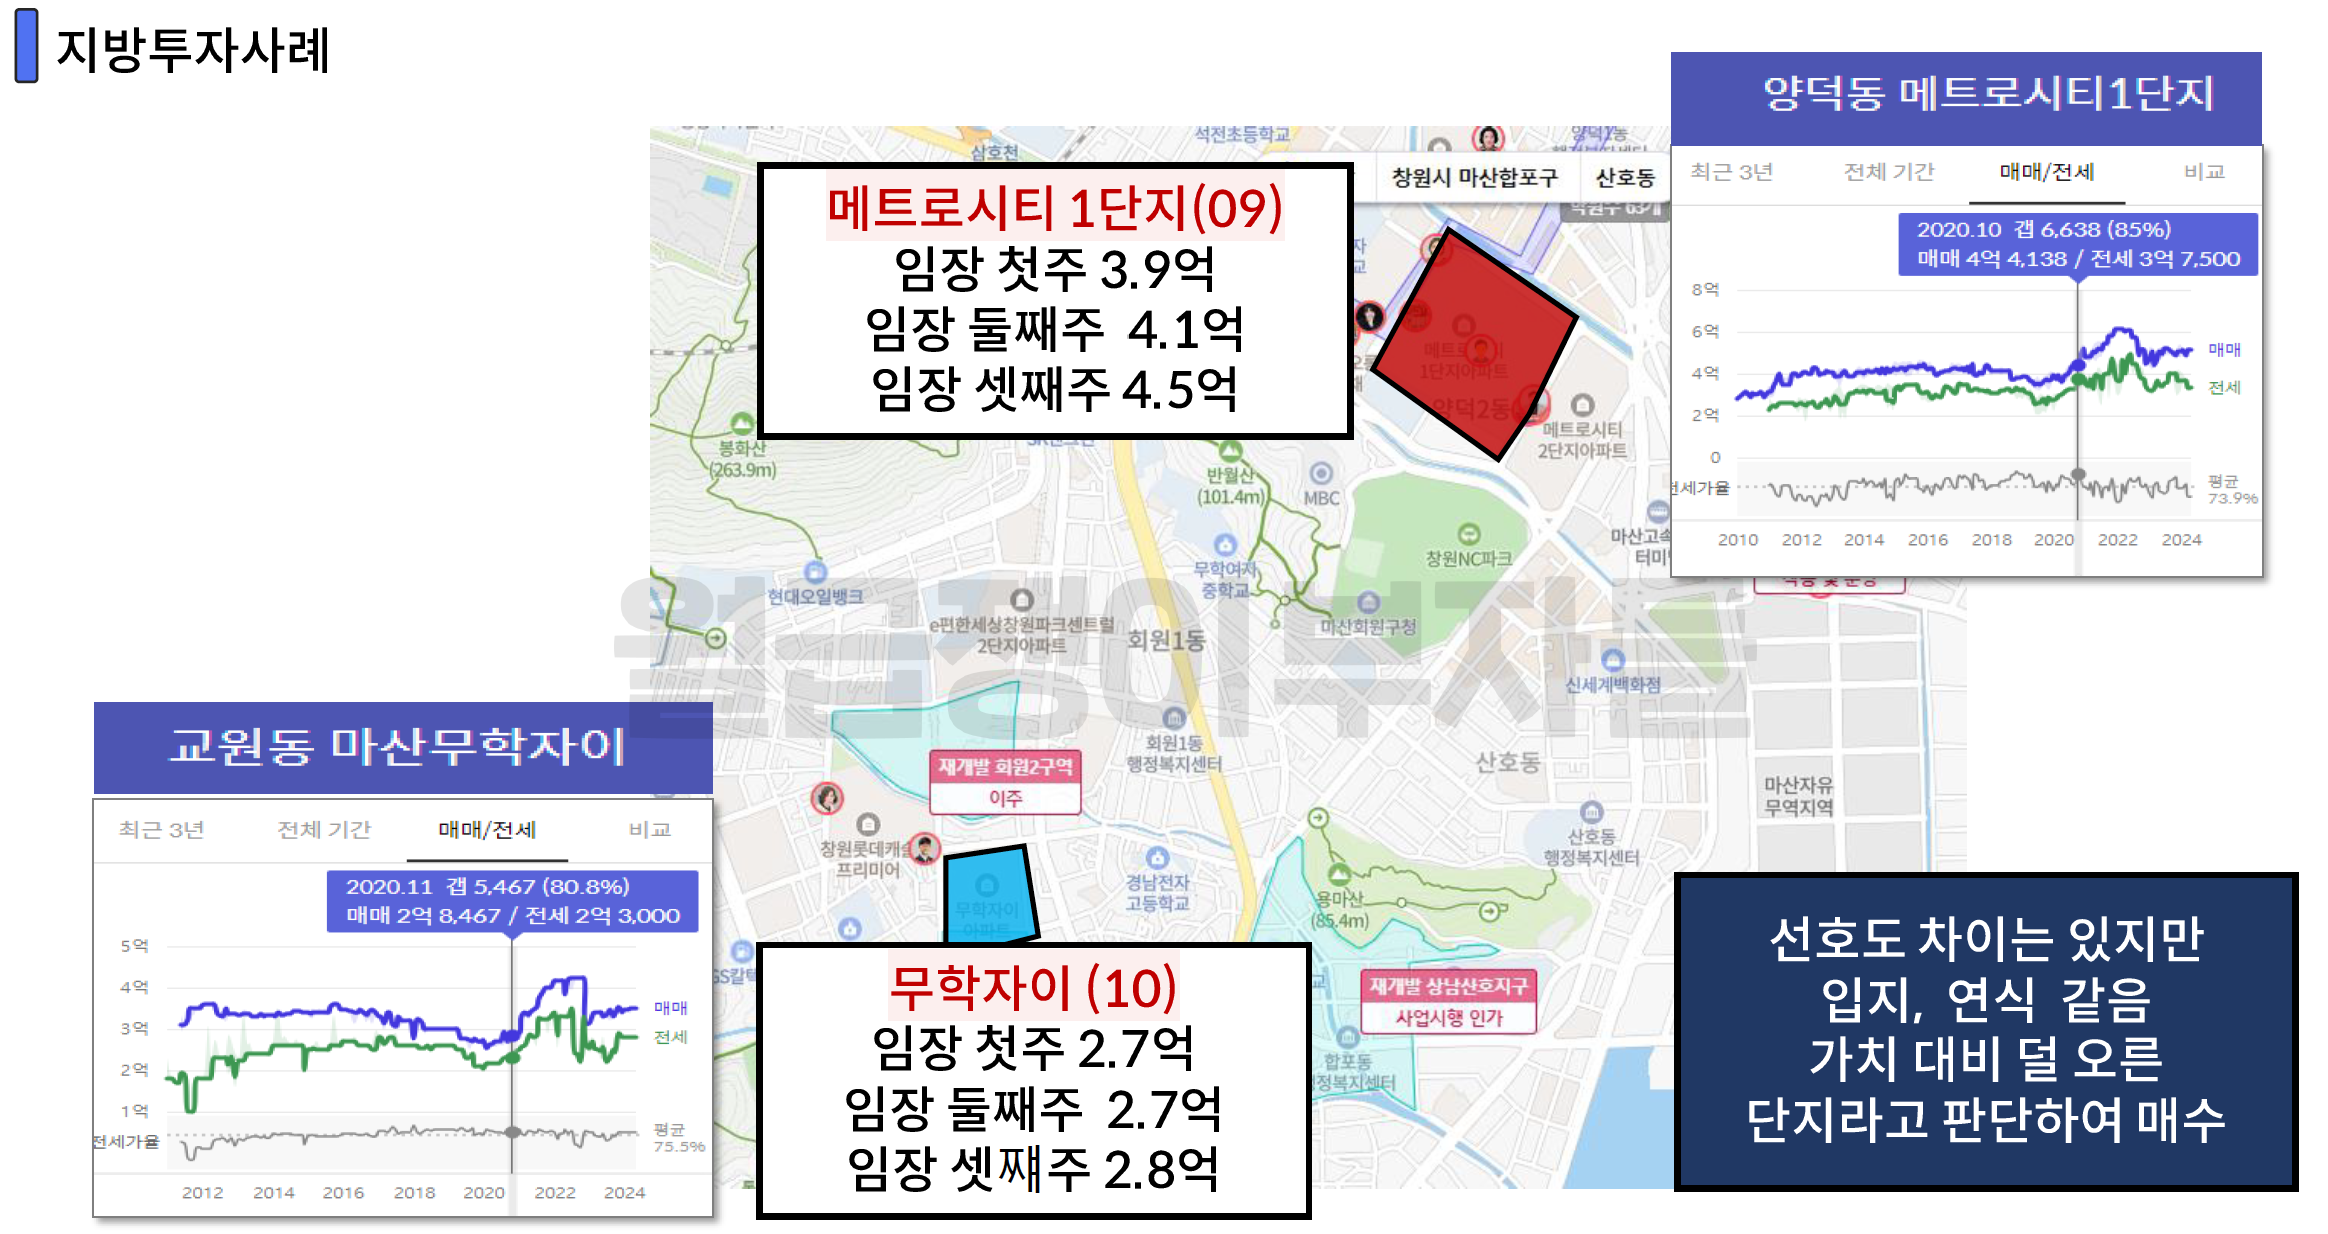 지방투자사례
양덕동 메트로시티1단지
최근 3년 전체 기간 매매/전세 비교
2020.10 갭 6,638 (85%)
매매 4억 4,138 / 전세 3억 7,500
8억
6억
4억
2억
0
매매
전세
전세가율
평균
73.9%
2010 2012 2014 2016 2018 2020 2022 2024
메트로시티 1단지(09)
임장 첫주 3.9억
임장 둘째주 4.1억
임장 셋째주 4.5억
석전초등학교
삼호천
창원시 마산합포구 산호동
학원수 63개
메트로시티
1단지아파트
양덕2동
메트로시티
2단지아파트
봉화산
(263.9m)
반월산
(101.4m)
MBC
창원NC파크
마산고속
터미
무학여자
중학교
현대오일뱅크
e편한세상창원파크센트럴
2단지아파트
회원1동
마산회원구청
신세계백화점
월급쟁이부자들
회원1동
행정복지센터
산호동
마산자유
무역지역
재개발 회원2구역
이주
창원롯데캐슬
프리미어
경남전자
고등학교
산호동
행정복지센터
용마산
(85.4m)
무학자이
아파트
GS칼텍
재개발 상남산호지구
사업시행 인가
합포동
행정복지센터
교원동 마산무학자이
최근 3년 전체 기간 매매/전세 비교
2020.11 갭 5,467 (80.8%)
매매 2억 8,467 / 전세 2억 3,000
5억
4억
3억
2억
1억
매매
전세
전세가율
평균
75.5%
2012 2014 2016 2018 2020 2022 2024
무학자이 (10)
임장 첫주 2.7억
임장 둘째주 2.7억
임장 셋쨰주 2.8억
선호도 차이는 있지만
입지, 연식 같음
가치 대비 덜 오른
단지라고 판단하여 매수